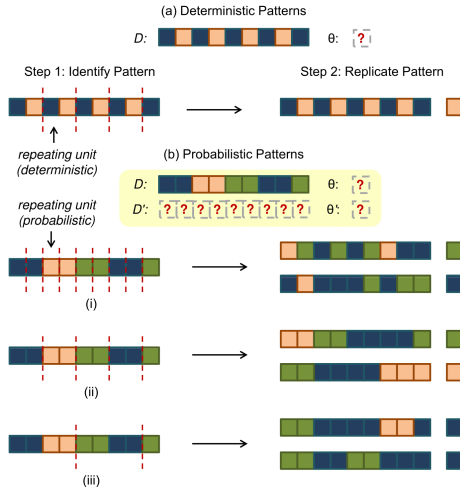 (a) Deterministic Patterns
D: θ: ?
Step 1: Identify Pattern Step 2: Replicate Pattern
repeating unit
(deterministic)
(b) Probabilistic Patterns
D: θ: ?
repeating unit
(probabilistic)
D': ? ? ? ? ? ? ? ? ? θ': ?
(i)
(ii)
(iii)